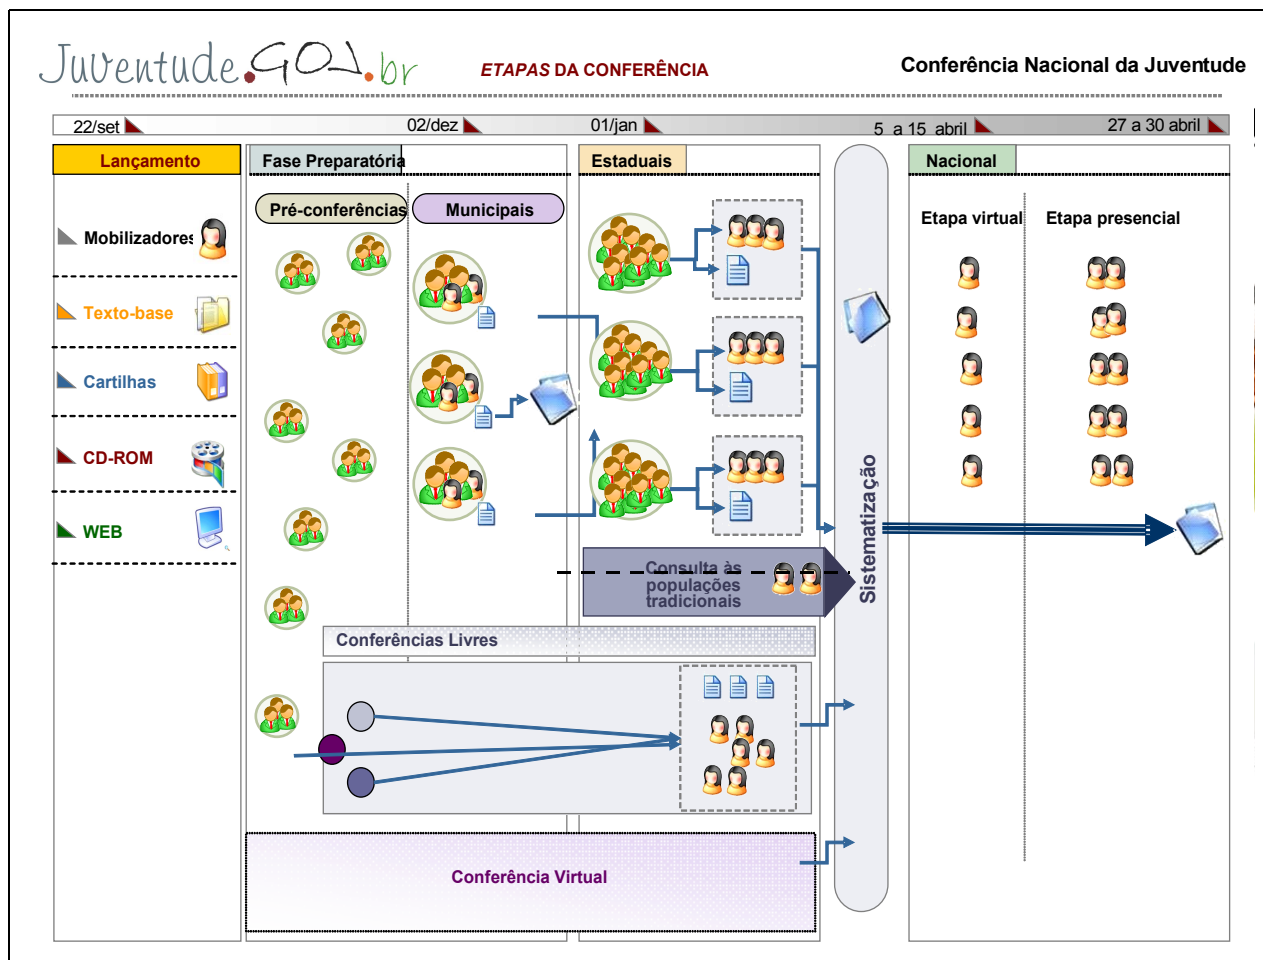 Juventude.gov.br
ETAPAS DA CONFERÊNCIA
Conferência Nacional da Juventude
22/set
02/dez
01/jan
5 a 15 abril
27 a 30 abril
Lançamento
Fase Preparatória
Estaduais
Nacional
Pré-conferências
Municipais
Etapa virtual
Etapa presencial
Mobilizadores
Texto-base
Cartilhas
CD-ROM
WEB
Sistematização
Consulta às
populações
tradicionais
Conferências Livres
Conferência Virtual